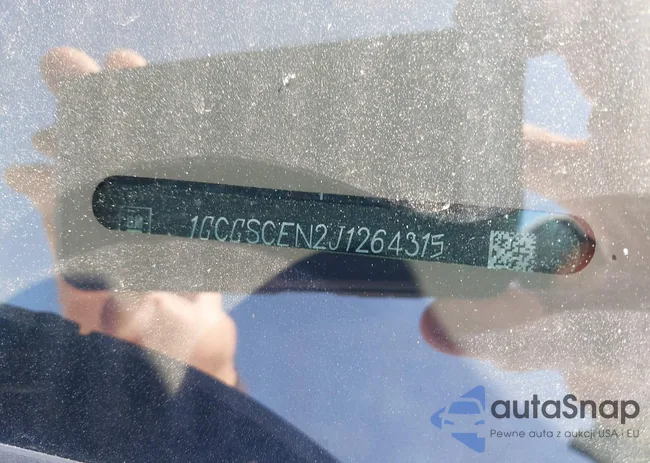 1GCGSCEN2J1264315
autaSnap
Pewne auta z aukcji USA i EU